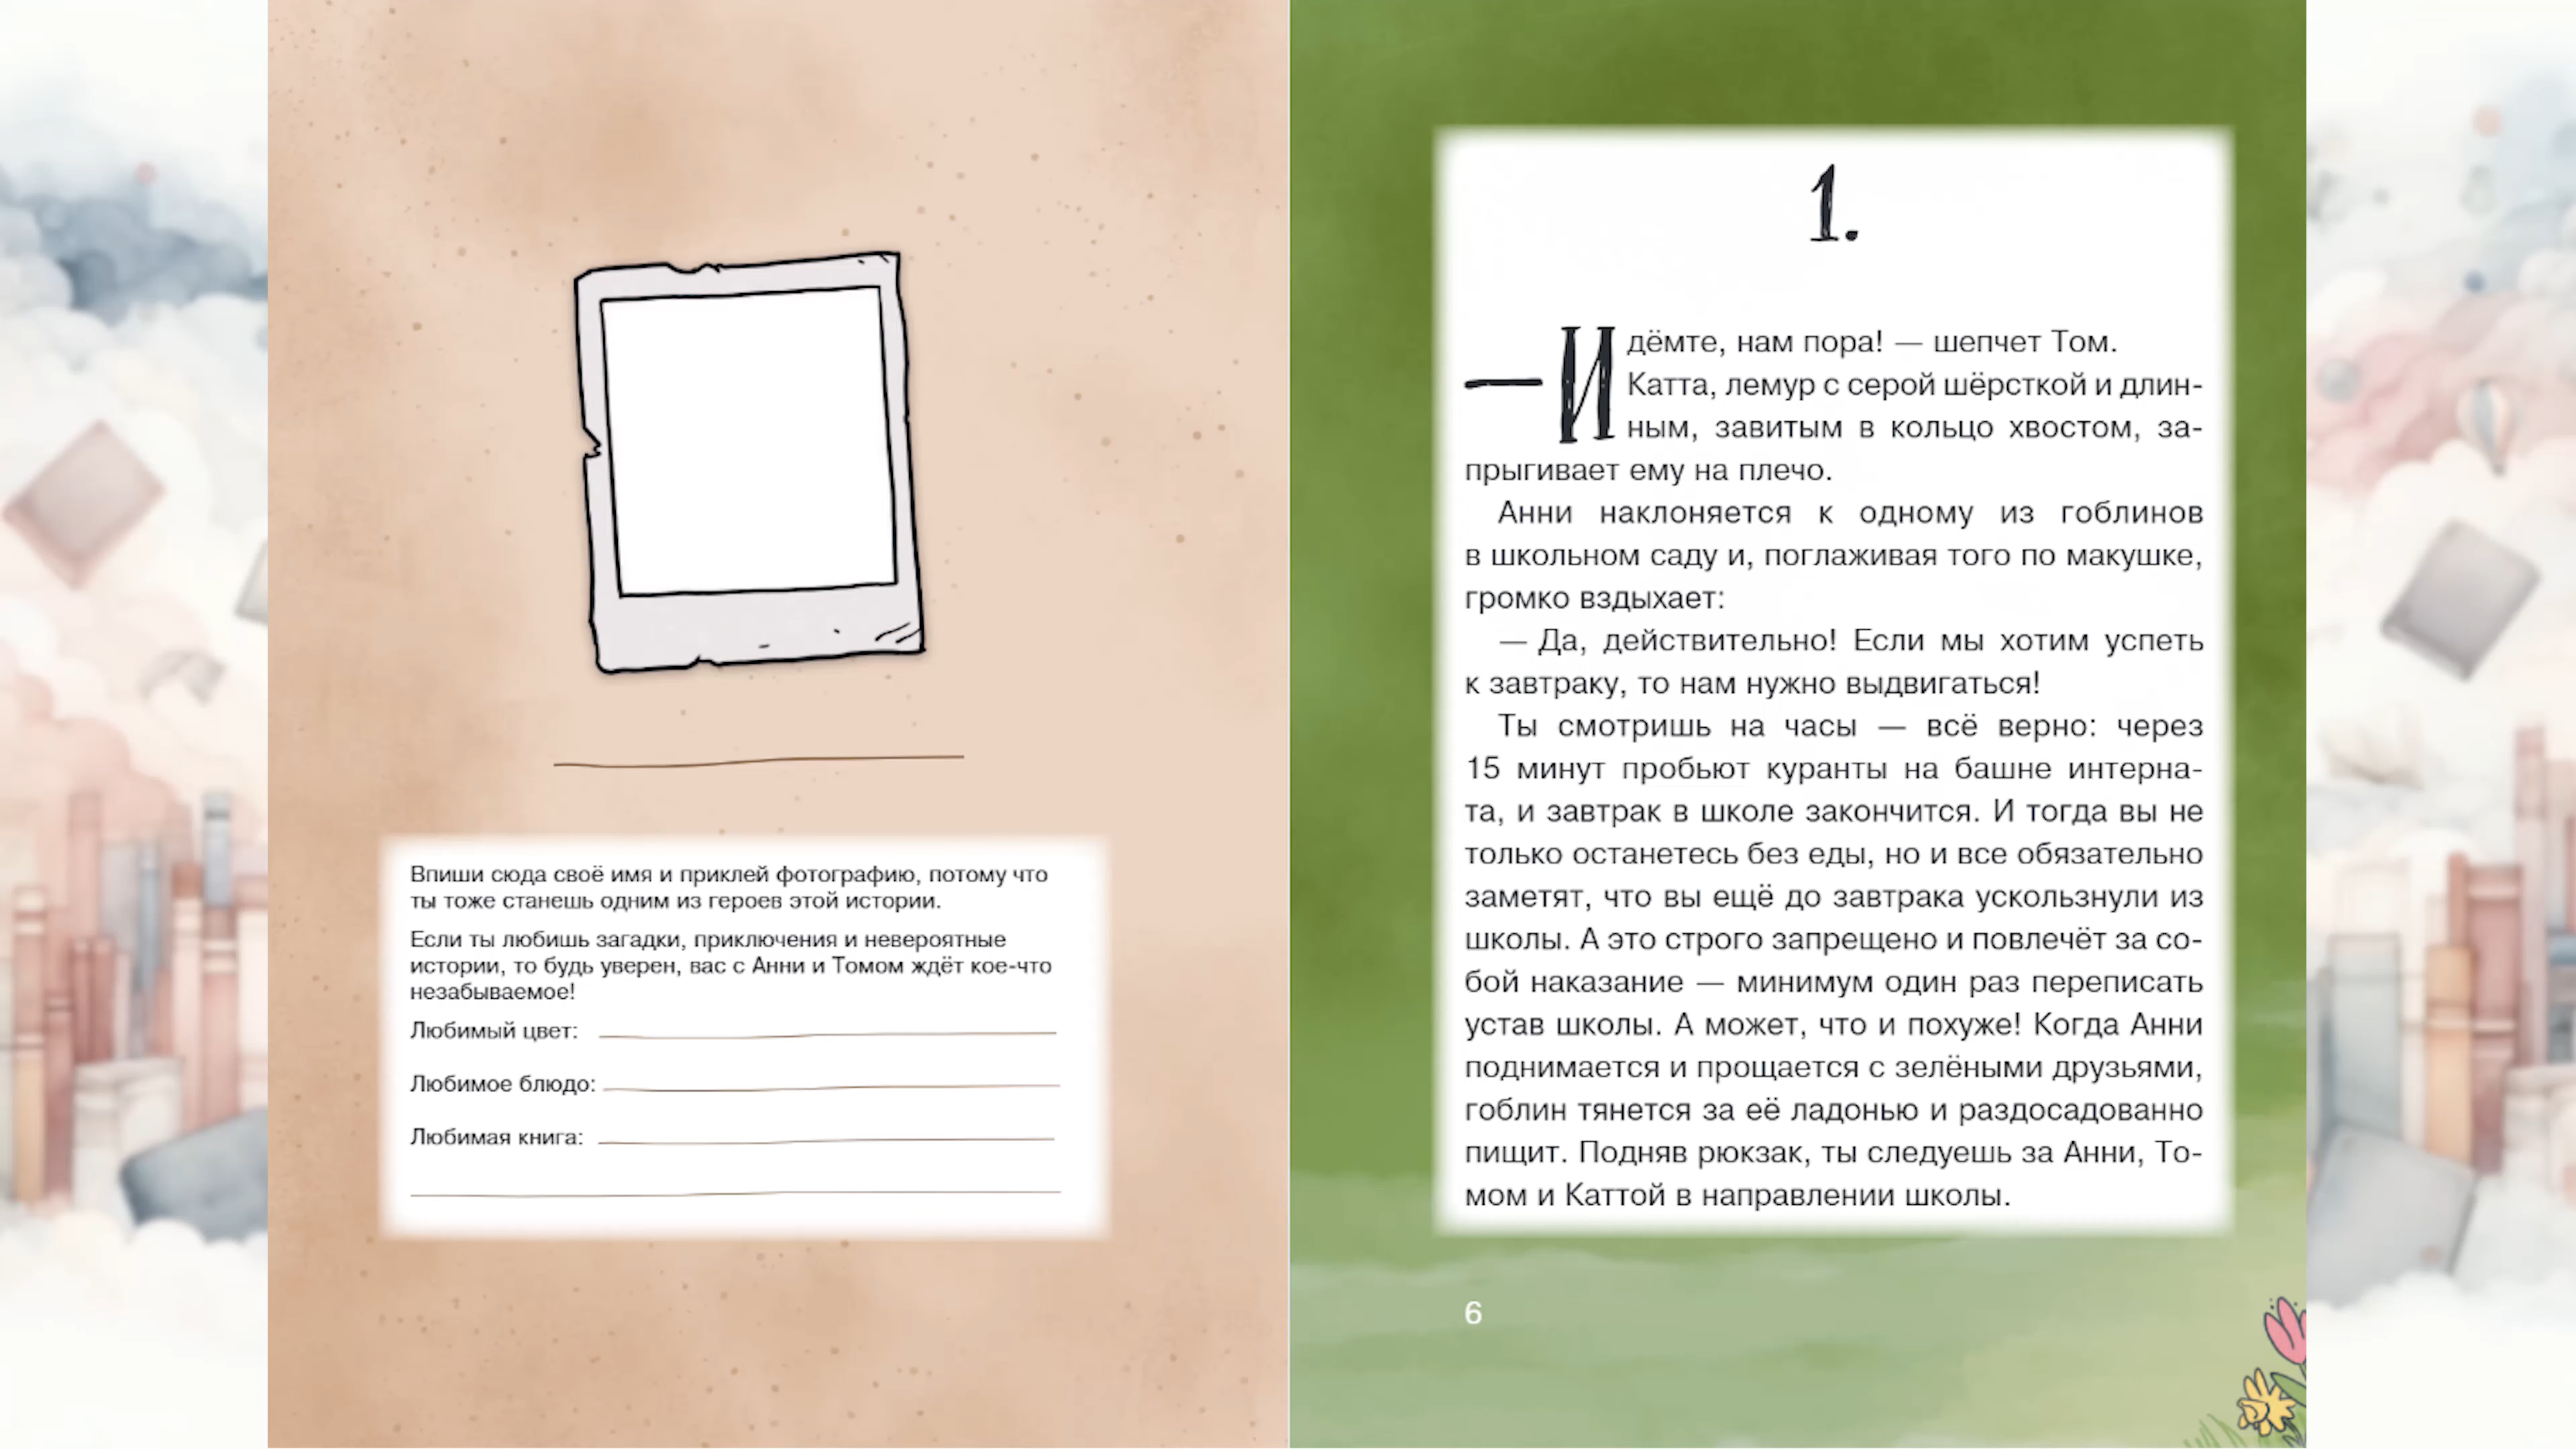 Впиши сюда своё имя и приклей фотографию, потому что
ты тоже станешь одним из героев этой истории.
Если ты любишь загадки, приключения и невероятные
истории, то будь уверен, вас с Анни и Томом ждёт кое-что
незабываемое!
Любимый цвет:
Любимое блюдо:
Любимая книга:
1.
— Идёмте, нам пора! — шепчет Том.
Катта, лемур с серой шёрсткой и длин-
ным, завитым в кольцо хвостом, за-
прыгивает ему на плечо.
Анни наклоняется к одному из гоблинов
в школьном саду и, поглаживая того по макушке,
громко вздыхает:
— Да, действительно! Если мы хотим успеть
к завтраку, то нам нужно выдвигаться!
Ты смотришь на часы — всё верно: через
15 минут пробьют куранты на башне интерна-
та, и завтрак в школе закончится. И тогда вы не
только останетесь без еды, но и все обязательно
заметят, что вы ещё до завтрака ускользнули из
школы. А это строго запрещено и повлечёт за со-
бой наказание — минимум один раз переписать
устав школы. А может, что и похуже! Когда Анни
поднимается и прощается с зелёными друзьями,
гоблин тянется за её ладонью и раздосадованно
пищит. Подняв рюкзак, ты следуешь за Анни, То-
мом и Каттой в направлении школы.
6